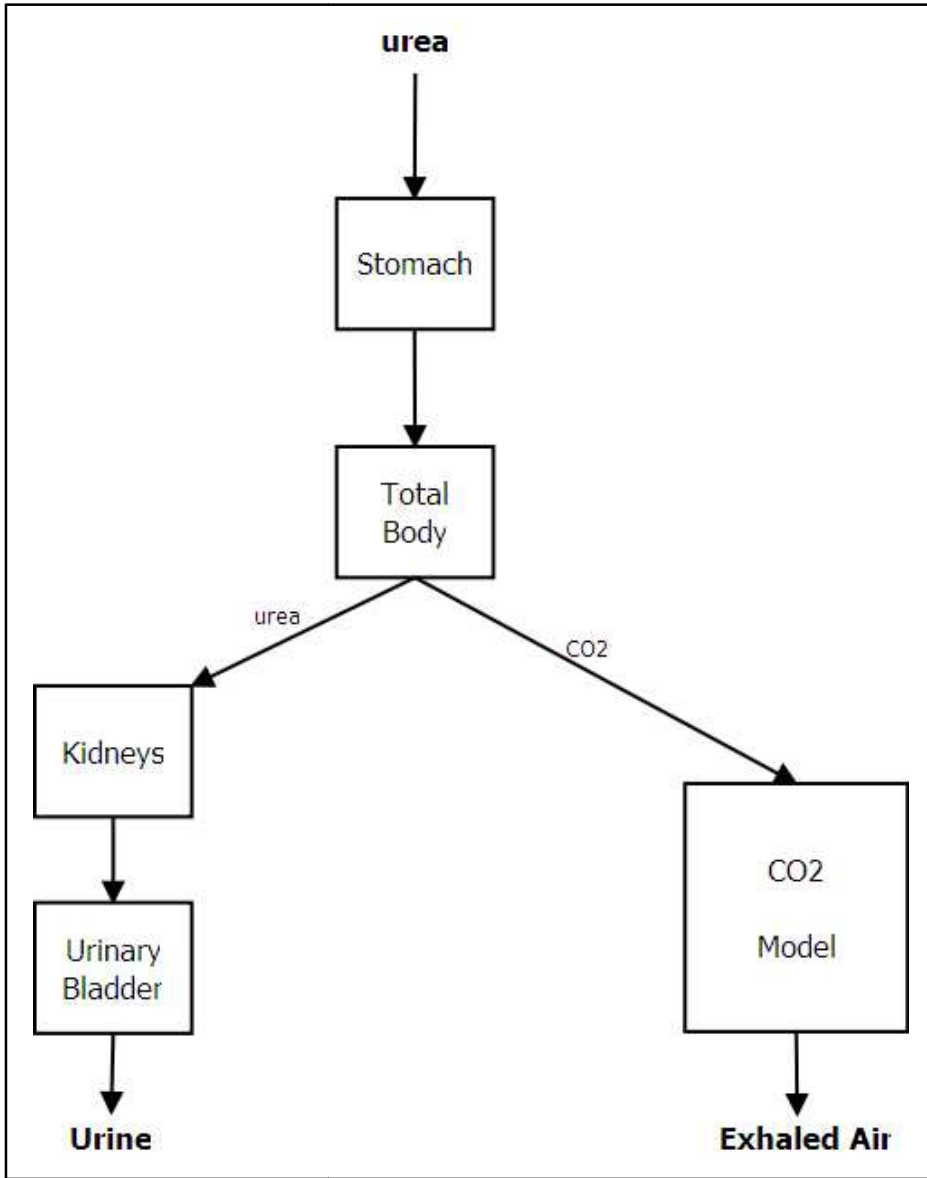 urea
Stomach
Total
Body
urea
CO2
Kidneys
CO2
Model
Urinary
Bladder
Urine
Exhaled Air